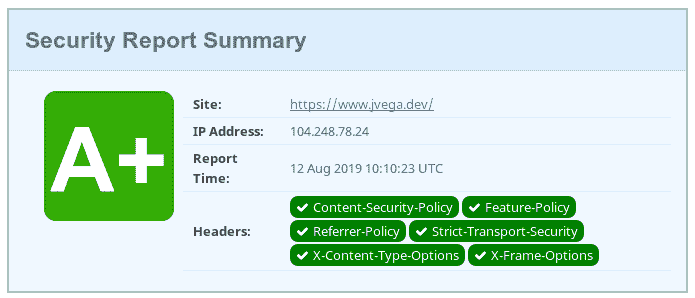 Security Report Summary
A+
Site: https://www.jvega.dev/
IP Address: 104.248.78.24
Report Time: 12 Aug 2019 10:10:23 UTC
Headers: Content-Security-Policy Feature-Policy
Referrer-Policy Strict-Transport-Security
X-Content-Type-Options X-Frame-Options